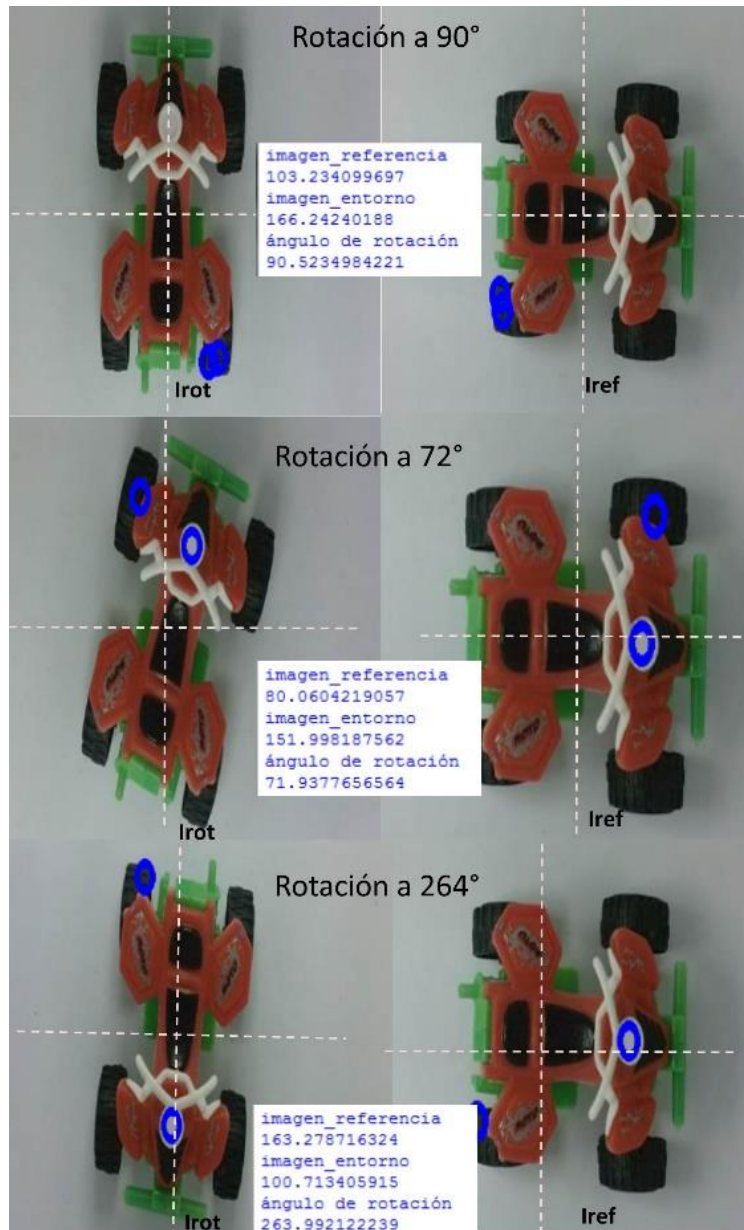 Rotación a 90°
imagen_referencia
103.234099697
imagen_entorno
166.24240188
ángulo de rotación
90.5234984221
Irot
Iref
Rotación a 72°
imagen_referencia
80.0604219057
imagen_entorno
151.998187562
ángulo de rotación
71.9377656564
Irot
Iref
Rotación a 264°
imagen_referencia
163.278716324
imagen_entorno
100.713405915
ángulo de rotación
263.992122239
Irot
Iref